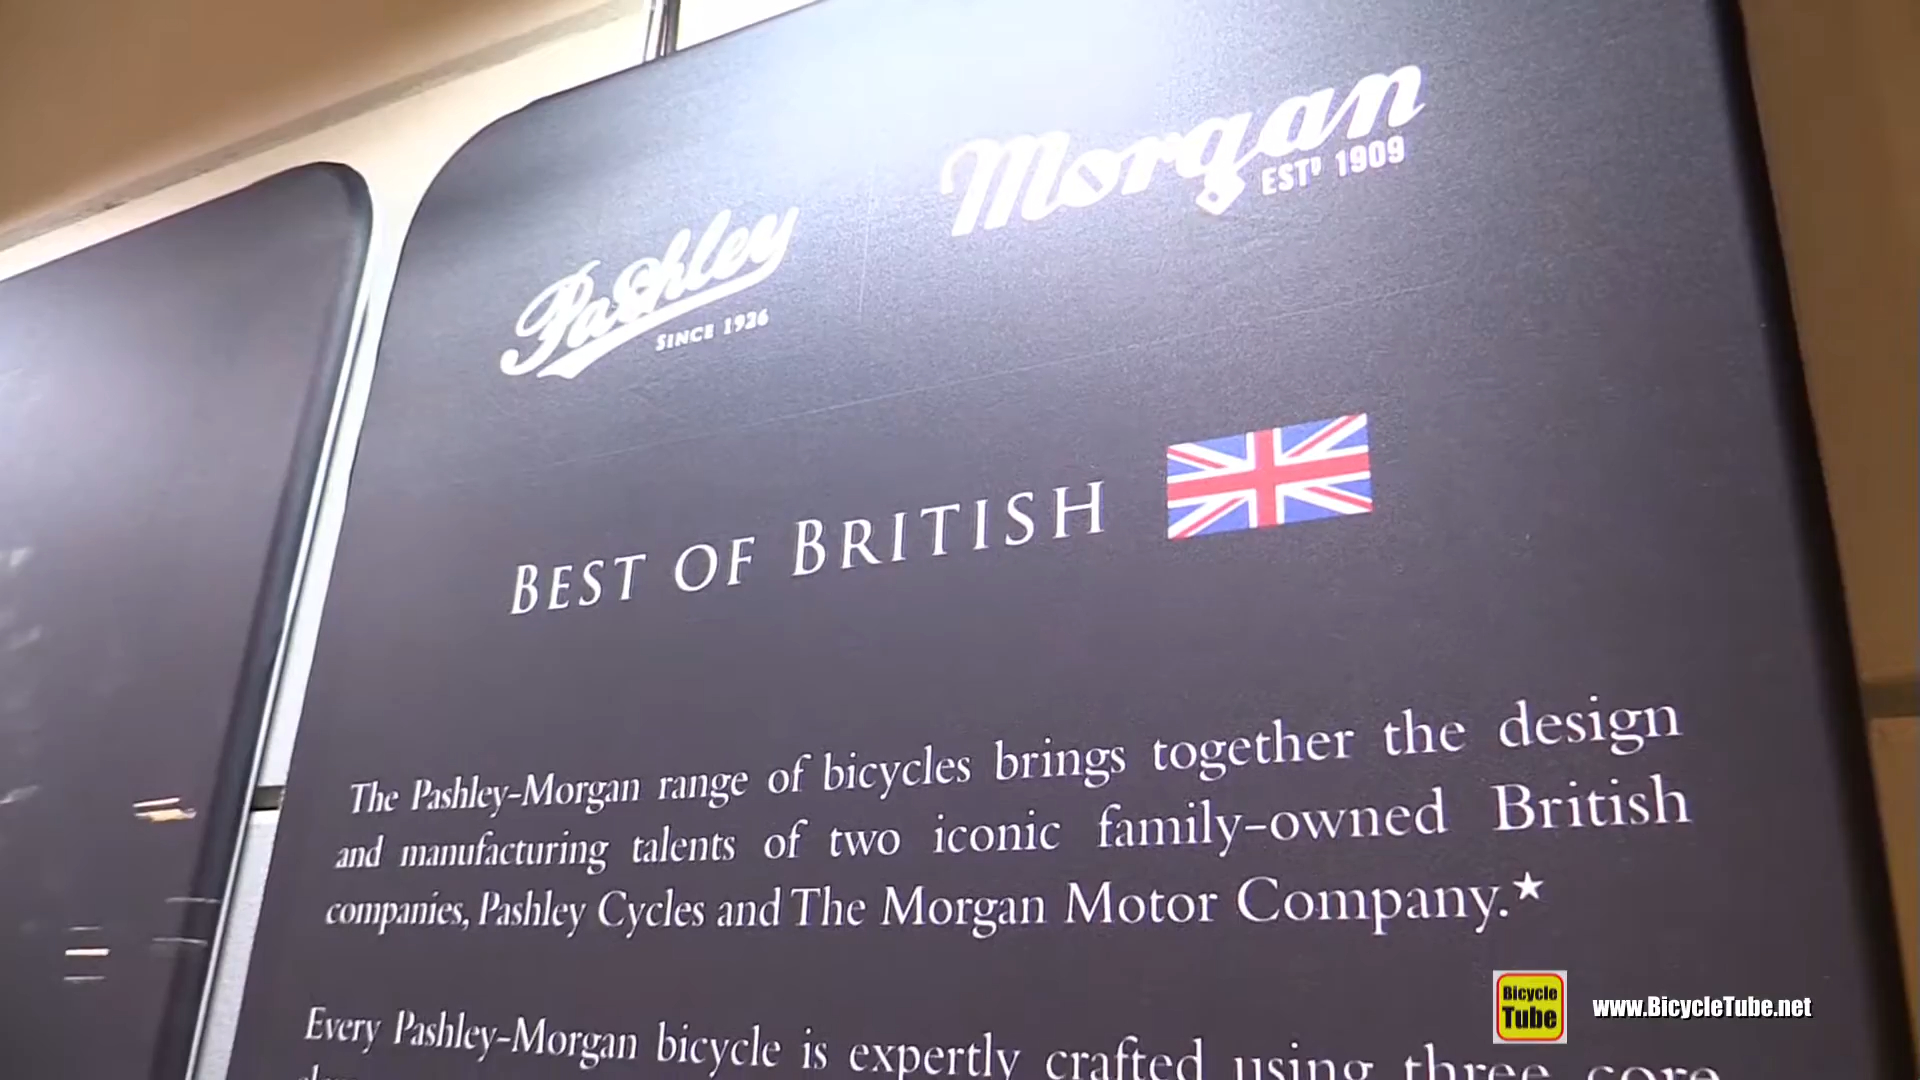 Pashley
SINCE 1926
Morgan
ESTD 1909
BEST OF BRITISH
The Pashley-Morgan range of bicycles brings together the design
and manufacturing talents of two iconic family-owned British
companies, Pashley Cycles and The Morgan Motor Company.★
Every Pashley-Morgan bicycle is expertly crafted using three core
Bicycle
Tube
www.BicycleTube.net